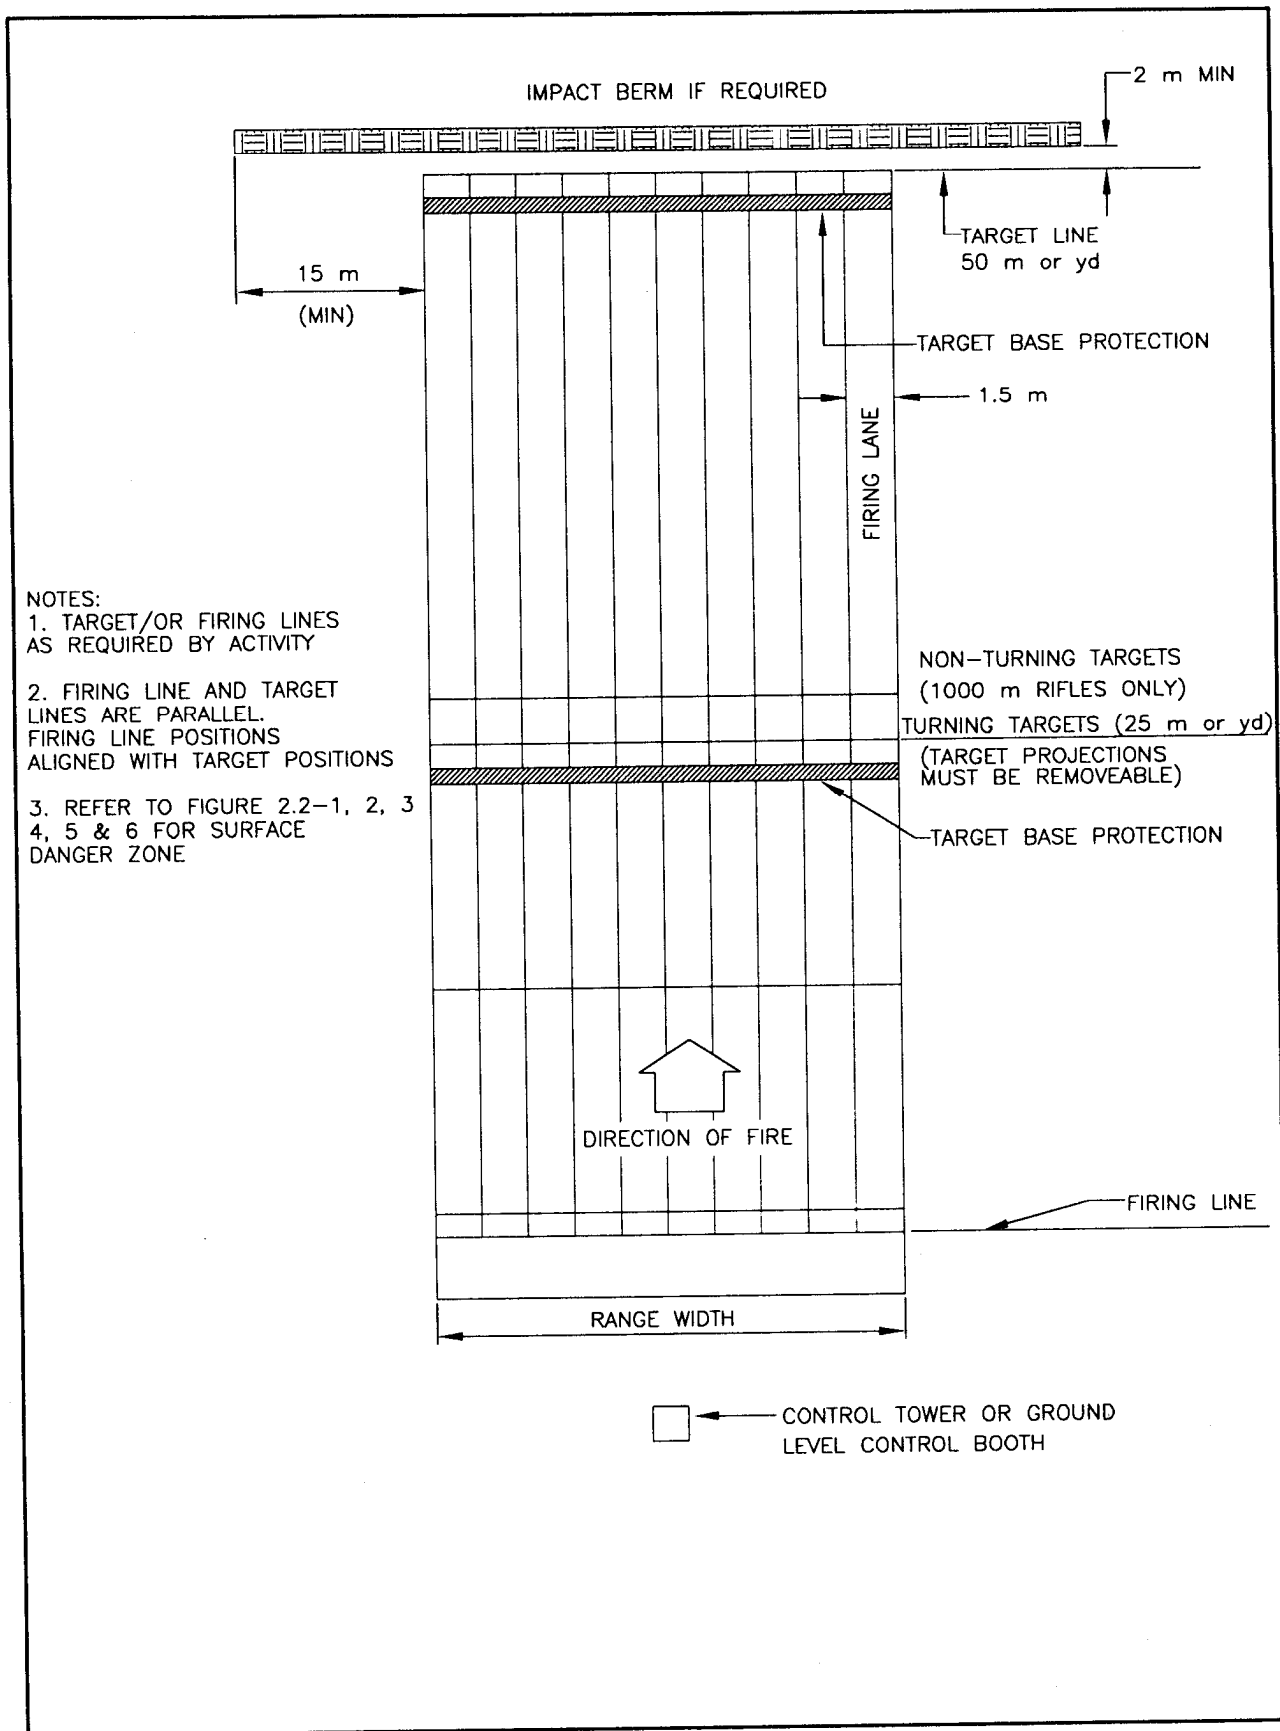 IMPACT BERM IF REQUIRED
2 m MIN
TARGET LINE
50 m or yd
15 m
(MIN)
TARGET BASE PROTECTION
1.5 m
FIRING LANE
NOTES:
1. TARGET/OR FIRING LINES
AS REQUIRED BY ACTIVITY
2. FIRING LINE AND TARGET
LINES ARE PARALLEL.
FIRING LINE POSITIONS
ALIGNED WITH TARGET POSITIONS
3. REFER TO FIGURE 2.2-1, 2, 3
4, 5 & 6 FOR SURFACE
DANGER ZONE
NON-TURNING TARGETS
(1000 m RIFLES ONLY)
TURNING TARGETS (25 m or yd)
(TARGET PROJECTIONS
MUST BE REMOVEABLE)
TARGET BASE PROTECTION
DIRECTION OF FIRE
FIRING LINE
RANGE WIDTH
CONTROL TOWER OR GROUND
LEVEL CONTROL BOOTH